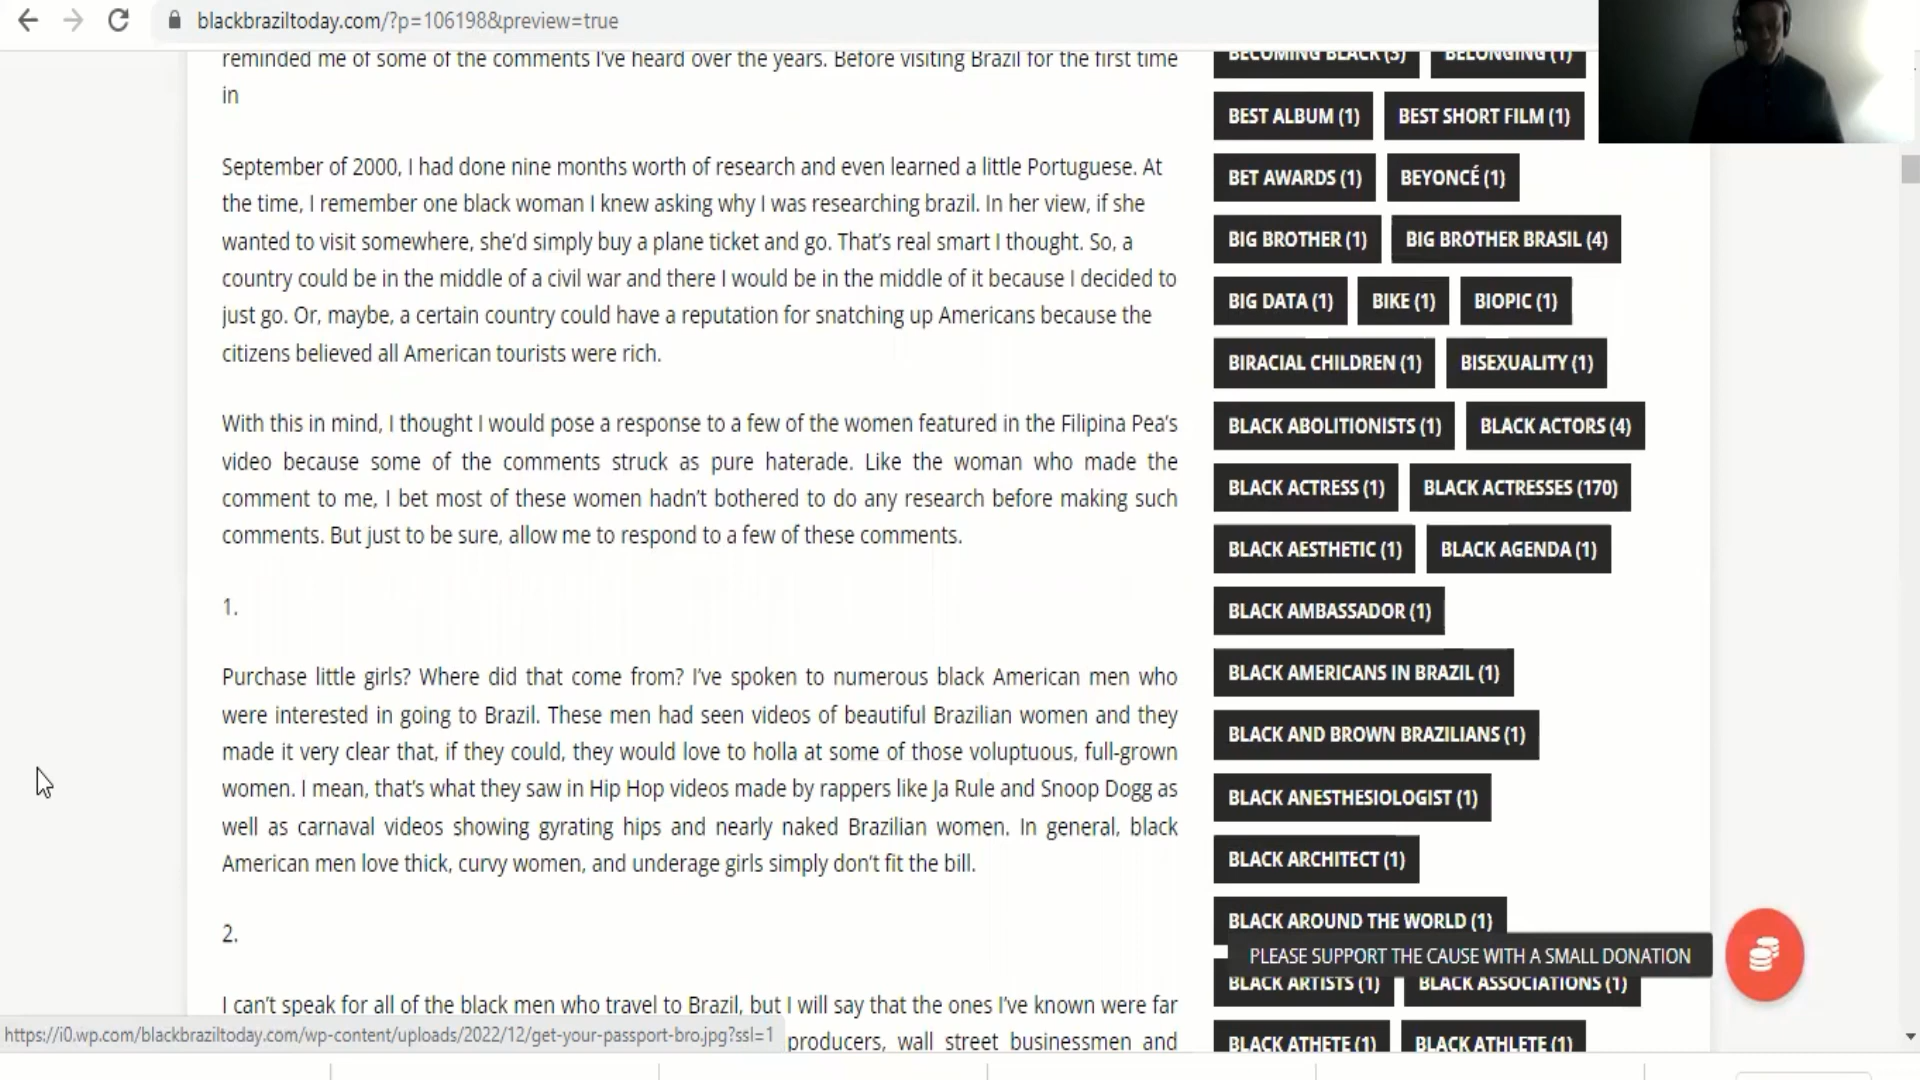 blackbraziltoday.com/?p=106198&preview=true
reminded me of some of the comments I've heard over the years. Before visiting Brazil for the first time
in
September of 2000, I had done nine months worth of research and even learned a little Portuguese. At
the time, I remember one black woman I knew asking why I was researching brazil. In her view, if she
wanted to visit somewhere, she'd simply buy a plane ticket and go. That's real smart I thought. So, a
country could be in the middle of a civil war and there I would be in the middle of it because I decided to
just go. Or, maybe, a certain country could have a reputation for snatching up Americans because the
citizens believed all American tourists were rich.
With this in mind, I thought I would pose a response to a few of the women featured in the Filipina Pea's
video because some of the comments struck as pure haterade. Like the woman who made the
comment to me, I bet most of these women hadn't bothered to do any research before making such
comments. But just to be sure, allow me to respond to a few of these comments.
1.
Purchase little girls? Where did that come from? I've spoken to numerous black American men who
were interested in going to Brazil. These men had seen videos of beautiful Brazilian women and they
made it very clear that, if they could, they would love to holla at some of those voluptuous, full-grown
women. I mean, that's what they saw in Hip Hop videos made by rappers like Ja Rule and Snoop Dogg as
well as carnaval videos showing gyrating hips and nearly naked Brazilian women. In general, black
American men love thick, curvy women, and underage girls simply don't fit the bill.
2.
I can't speak for all of the black men who travel to Brazil, but I will say that the ones I've known were far
producers, wall street businessmen and
https://i0.wp.com/blackbraziltoday.com/wp-content/uploads/2022/12/get-your-passport-bro.jpg?ssl=1
BECOMING BLACK (3) BELONGING (1)
BEST ALBUM (1) BEST SHORT FILM (1)
BET AWARDS (1) BEYONCÉ (1)
BIG BROTHER (1) BIG BROTHER BRASIL (4)
BIG DATA (1) BIKE (1) BIOPIC (1)
BIRACIAL CHILDREN (1) BISEXUALITY (1)
BLACK ABOLITIONISTS (1) BLACK ACTORS (4)
BLACK ACTRESS (1) BLACK ACTRESSES (170)
BLACK AESTHETIC (1) BLACK AGENDA (1)
BLACK AMBASSADOR (1)
BLACK AMERICANS IN BRAZIL (1)
BLACK AND BROWN BRAZILIANS (1)
BLACK ANESTHESIOLOGIST (1)
BLACK ARCHITECT (1)
BLACK AROUND THE WORLD (1)
PLEASE SUPPORT THE CAUSE WITH A SMALL DONATION
BLACK ARTISTS (1) BLACK ASSOCIATIONS (1)
BLACK ATHETE (1) BLACK ATHLETE (1)